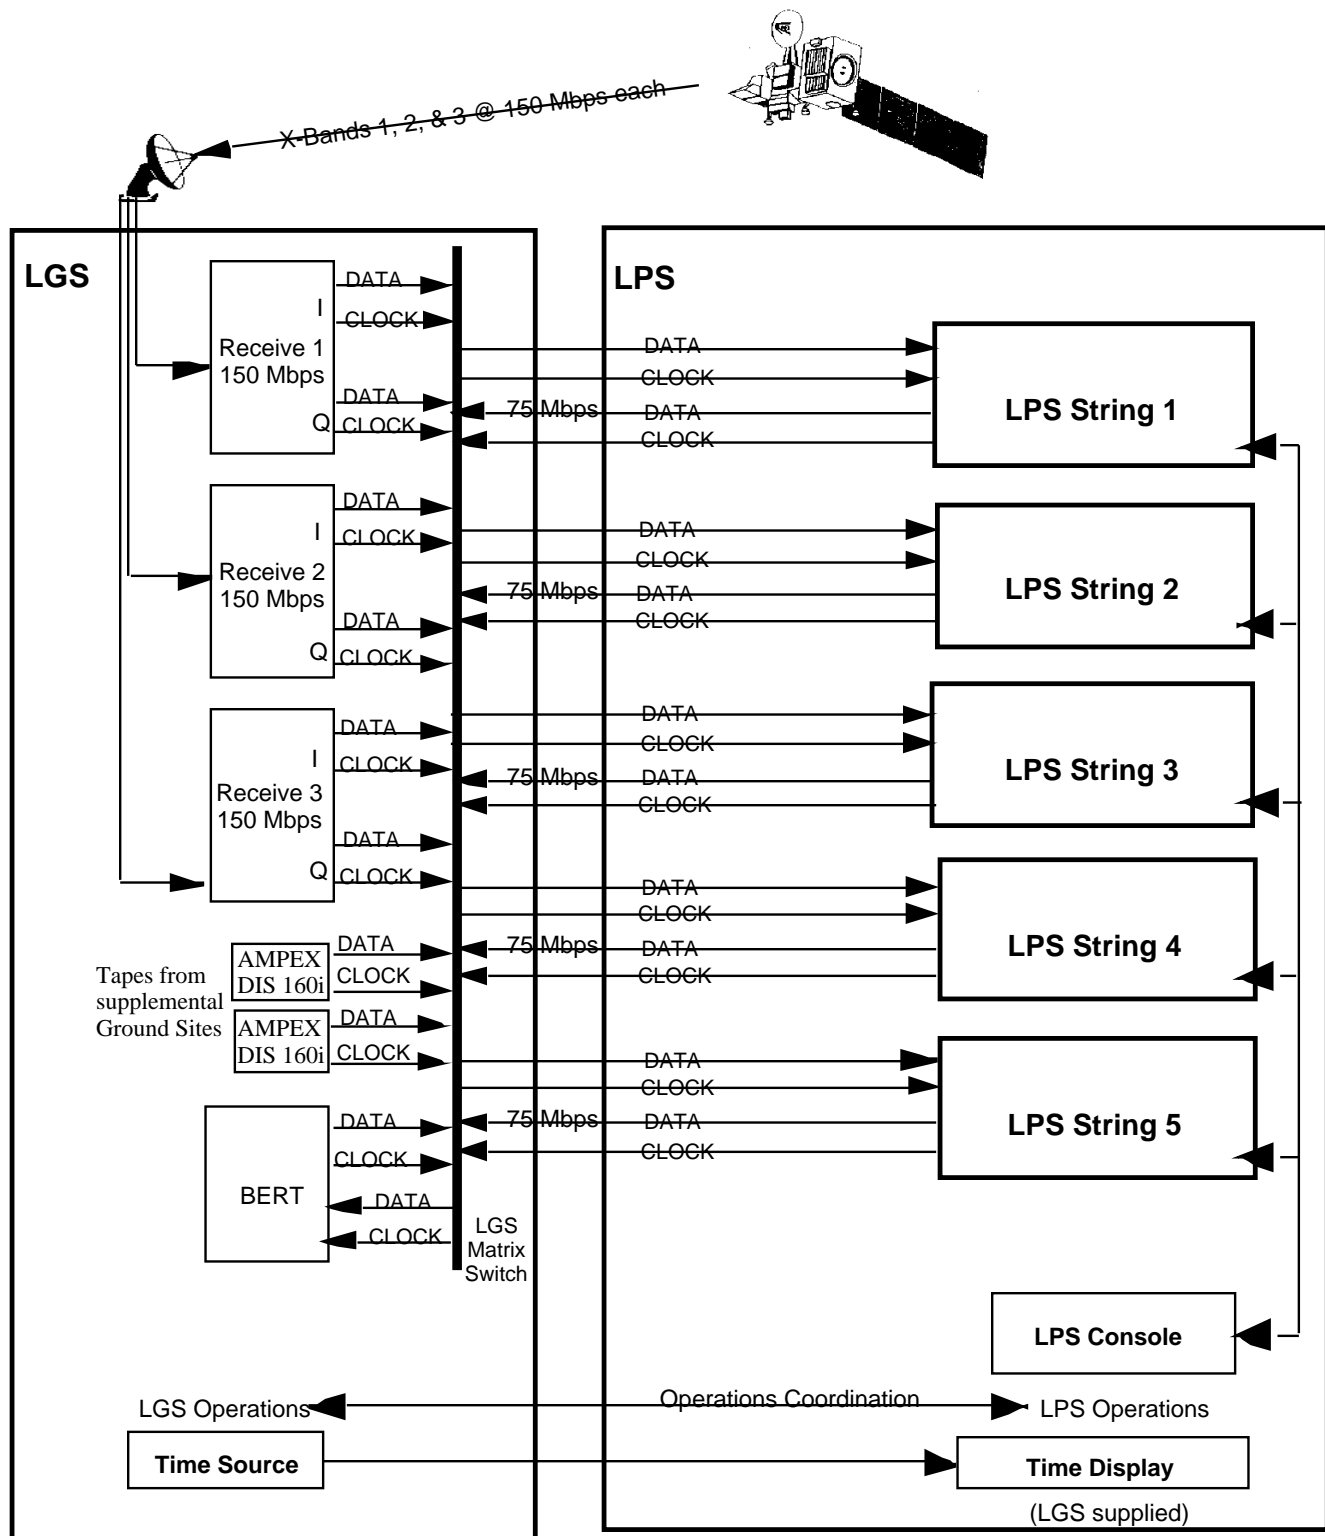 X-Bands 1, 2, & 3 @ 150 Mbps each
LGS
I
Receive 1
150 Mbps
Q
DATA
CLOCK
DATA
CLOCK
I
Receive 2
150 Mbps
Q
DATA
CLOCK
DATA
CLOCK
I
Receive 3
150 Mbps
Q
DATA
CLOCK
DATA
CLOCK
Tapes from
supplemental
Ground Sites
AMPEX
DIS 160i
DATA
CLOCK
AMPEX
DIS 160i
DATA
CLOCK
BERT
DATA
CLOCK
DATA
CLOCK
LGS
Matrix
Switch
LGS Operations
Time Source
LPS
DATA
CLOCK
75 Mbps
DATA
CLOCK
LPS String 1
DATA
CLOCK
75 Mbps
DATA
CLOCK
LPS String 2
DATA
CLOCK
75 Mbps
DATA
CLOCK
LPS String 3
DATA
CLOCK
75 Mbps
DATA
CLOCK
LPS String 4
DATA
CLOCK
75 Mbps
DATA
CLOCK
LPS String 5
LPS Console
Operations Coordination
LPS Operations
Time Display
(LGS supplied)